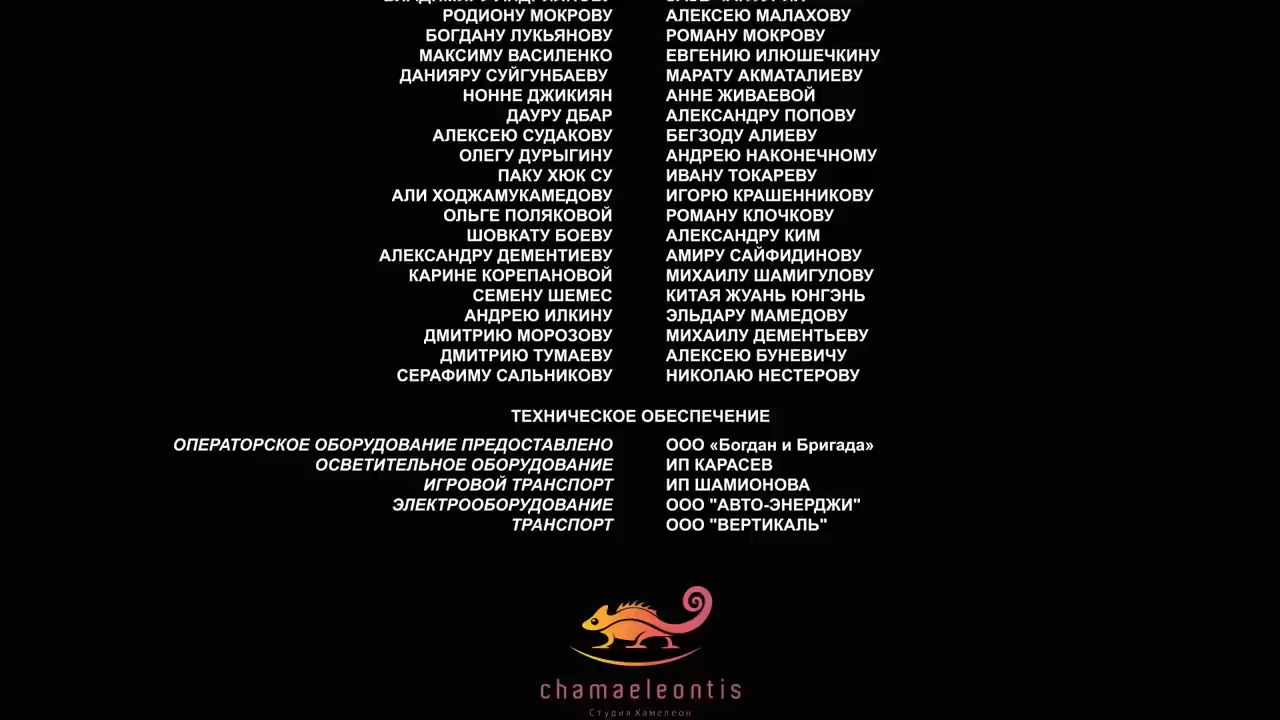 РОДИОНУ МОКРОВУ АЛЕКСЕЮ МАЛАХОВУ
БОГДАНУ ЛУКЬЯНОВУ РОМАНУ МОКРОВУ
МАКСИМУ ВАСИЛЕНКО ЕВГЕНИЮ ИЛЮШЕЧКИНУ
ДАНИЯРУ СУЙГУНБАЕВУ МАРАТУ АКМАТАЛИЕВУ
НОННЕ ДЖИКИЯН АННЕ ЖИВАЕВОЙ
ДАУРУ ДБАР АЛЕКСАНДРУ ПОПОВУ
АЛЕКСЕЮ СУДАКОВУ БЕГЗОДУ АЛИЕВУ
ОЛЕГУ ДУРЫГИНУ АНДРЕЮ НАКОНЕЧНОМУ
ПАКУ ХЮК СУ ИВАНУ ТОКАРЕВУ
АЛИ ХОДЖАМУКАМЕДОВУ ИГОРЮ КРАШЕННИКОВУ
ОЛЬГЕ ПОЛЯКОВОЙ РОМАНУ КЛОЧКОВУ
ШОВКАТУ БОЕВУ АЛЕКСАНДРУ КИМ
АЛЕКСАНДРУ ДЕМЕНТИЕВУ АМИРУ САЙФИДИНОВУ
КАРИНЕ КОРЕПАНОВОЙ МИХАИЛУ ШАМИГУЛОВУ
СЕМЕНУ ШЕМЕС КИТАЯ ЖУАНЬ ЮНГЭНЬ
АНДРЕЮ ИЛКИНУ ЭЛЬДАРУ МАМЕДОВУ
ДМИТРИЮ МОРОЗОВУ МИХАИЛУ ДЕМЕНТЬЕВУ
ДМИТРИЮ ТУМАЕВУ АЛЕКСЕЮ БУНЕВИЧУ
СЕРАФИМУ САЛЬНИКОВУ НИКОЛАЮ НЕСТЕРОВУ
ТЕХНИЧЕСКОЕ ОБЕСПЕЧЕНИЕ
ОПЕРАТОРСКОЕ ОБОРУДОВАНИЕ ПРЕДОСТАВЛЕНО ООО «Богдан и Бригада»
ОСВЕТИТЕЛЬНОЕ ОБОРУДОВАНИЕ ИП КАРАСЕВ
ИГРОВОЙ ТРАНСПОРТ ИП ШАМИОНОВА
ЭЛЕКТРООБОРУДОВАНИЕ ООО "АВТО-ЭНЕРДЖИ"
ТРАНСПОРТ ООО "ВЕРТИКАЛЬ"
chamaeleontis
Студия Хамелеон